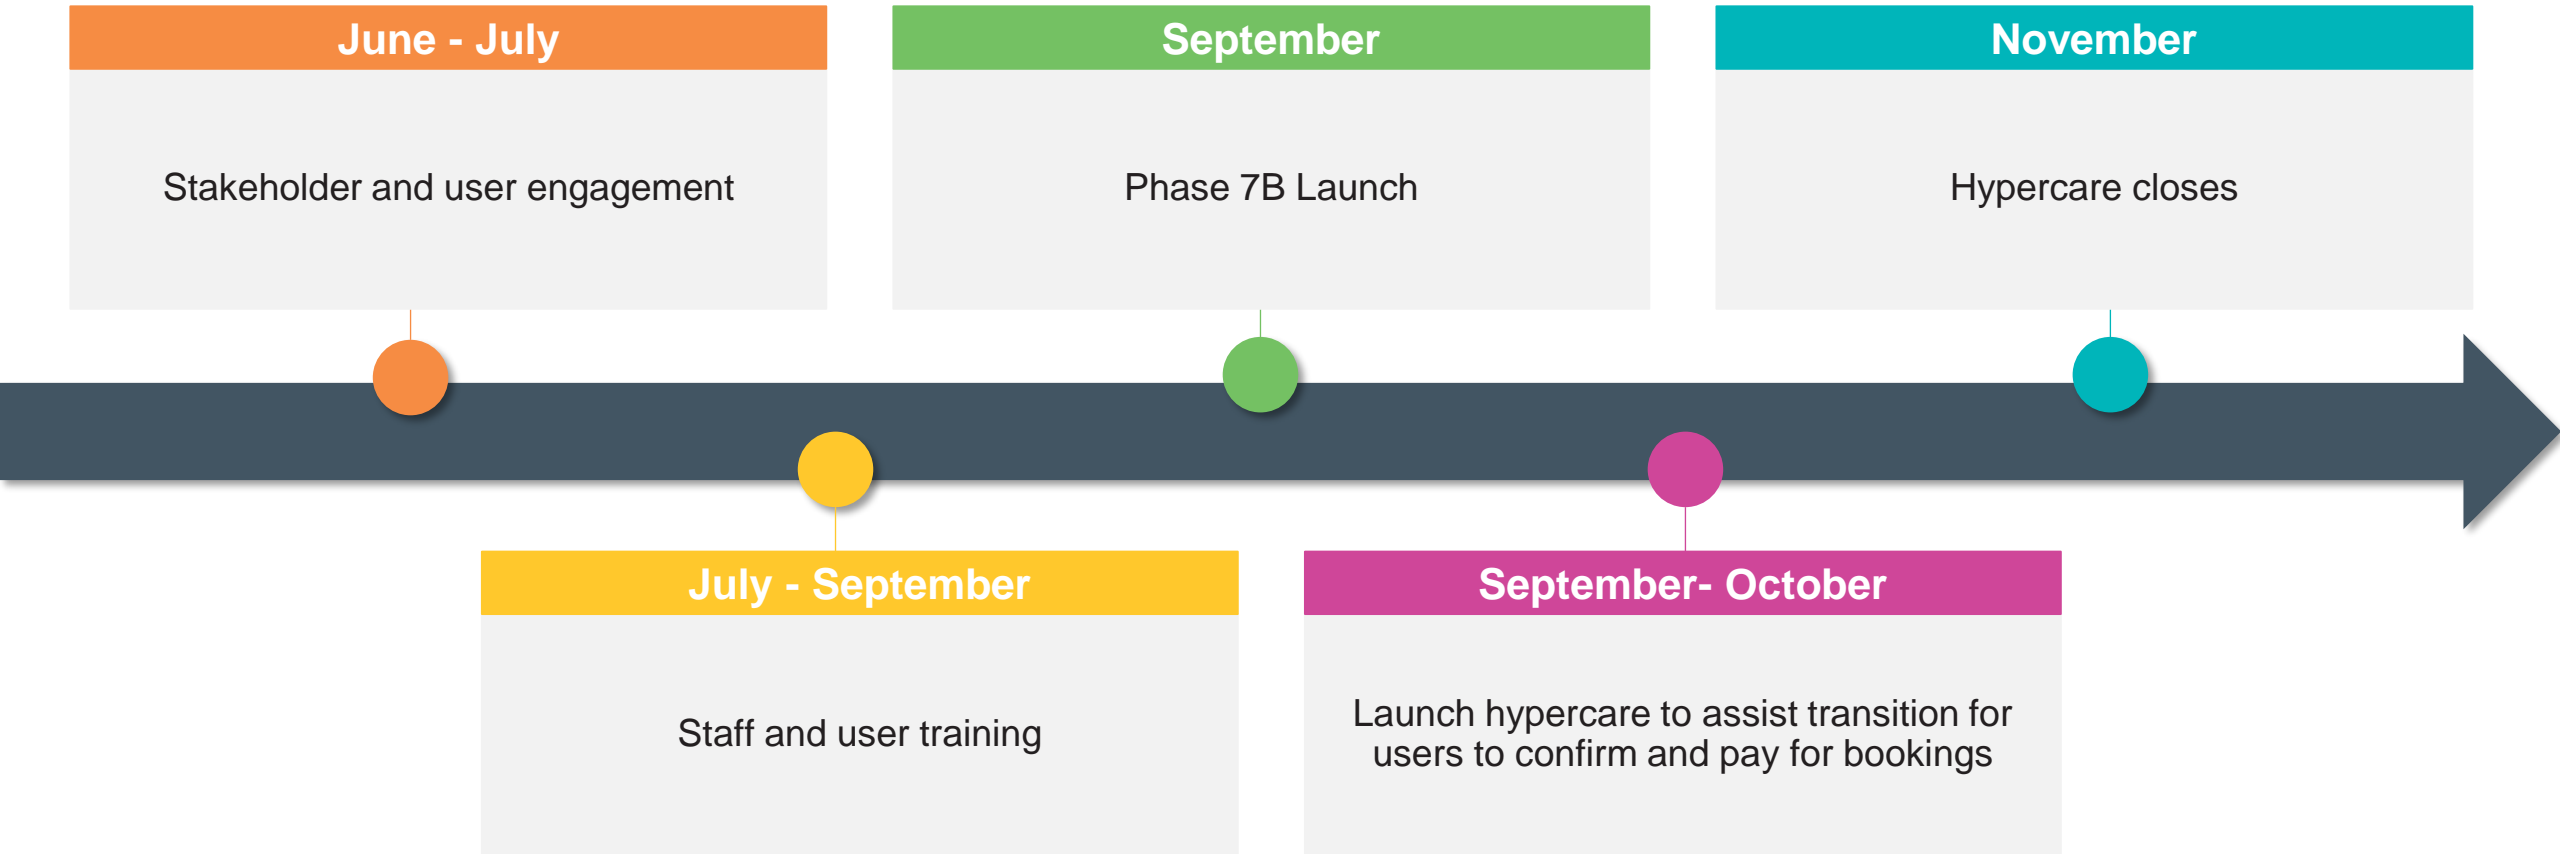 June - July
Stakeholder and user engagement
September
Phase 7B Launch
November
Hypercare closes
July - September
Staff and user training
September- October
Launch hypercare to assist transition for
users to confirm and pay for bookings